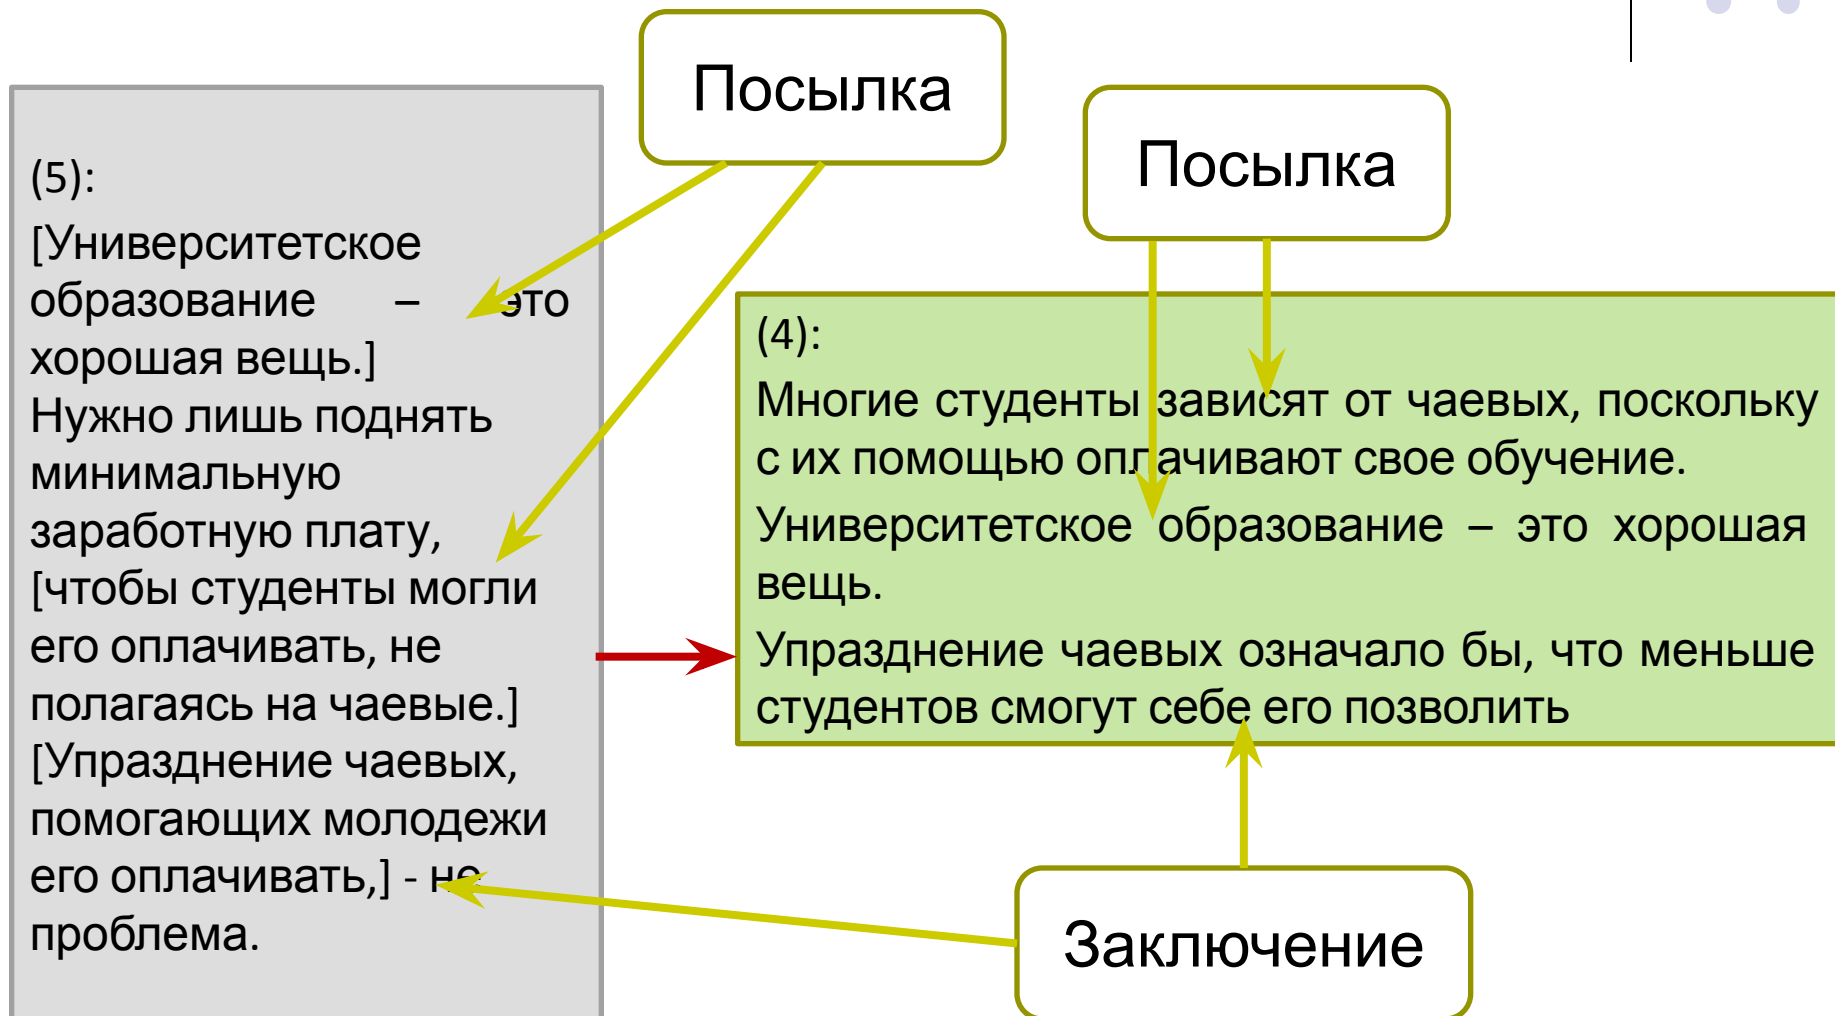 Посылка
Посылка
(5):
[Университетское
образование – это
хорошая вещь.]
Нужно лишь поднять
минимальную
заработную плату,
[чтобы студенты могли
его оплачивать, не
полагаясь на чаевые.]
[Упразднение чаевых,
помогающих молодежи
его оплачивать,] - не
проблема.
(4):
Многие студенты зависят от чаевых, поскольку
с их помощью оплачивают свое обучение.
Университетское образование – это хорошая
вещь.
Упразднение чаевых означало бы, что меньше
студентов смогут себе его позволить
Заключение